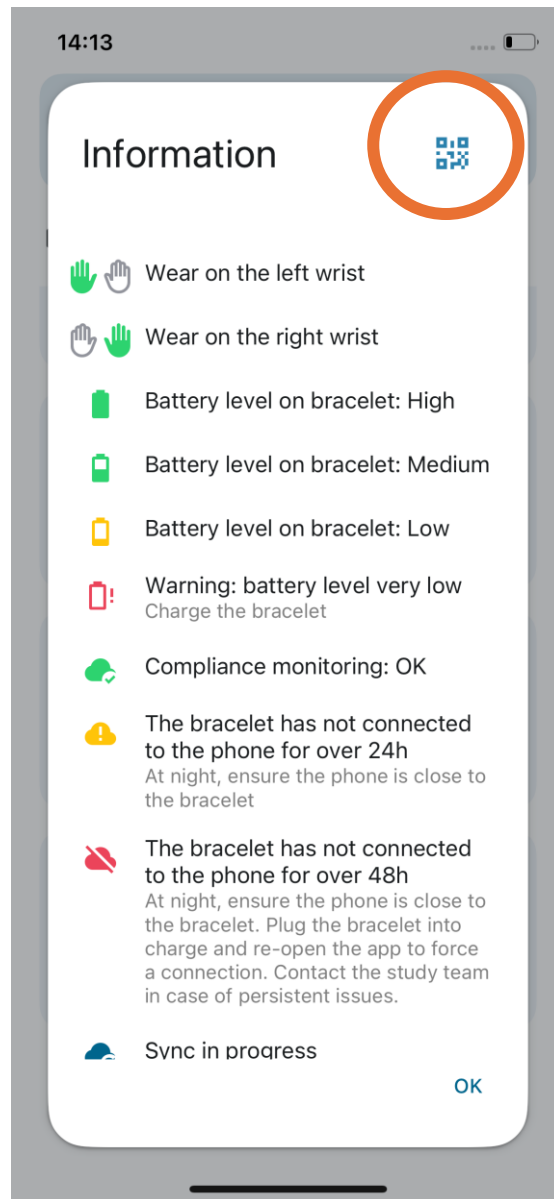 14:13
Information
Wear on the left wrist
Wear on the right wrist
Battery level on bracelet: High
Battery level on bracelet: Medium
Battery level on bracelet: Low
Warning: battery level very low
Charge the bracelet
Compliance monitoring: OK
The bracelet has not connected
to the phone for over 24h
At night, ensure the phone is close to
the bracelet
The bracelet has not connected
to the phone for over 48h
At night, ensure the phone is close to
the bracelet. Plug the bracelet into
charge and re-open the app to force
a connection. Contact the study team
in case of persistent issues.
Sync in progress
OK